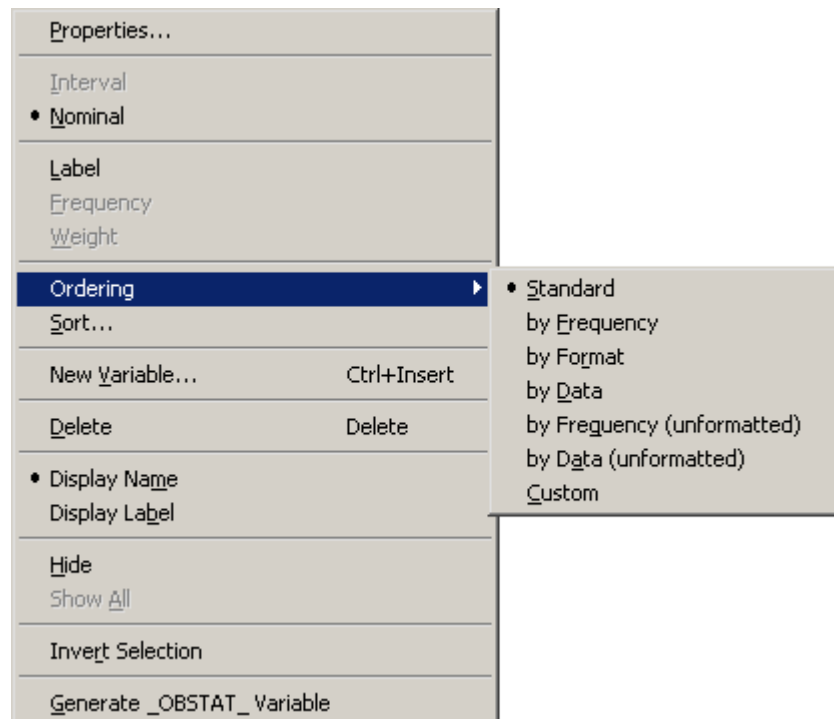 Properties...
Interval
Nominal
Label
Frequency
Weight
Ordering
Sort...
New Variable... Ctrl+Insert
Delete Delete
Display Name
Display Label
Hide
Show All
Invert Selection
Generate _OBSTAT_ Variable
Standard
by Frequency
by Format
by Data
by Frequency (unformatted)
by Data (unformatted)
Custom